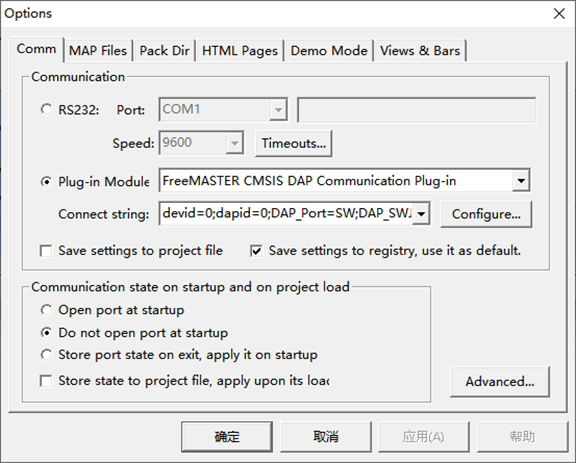 Options
Comm MAP Files Pack Dir HTML Pages Demo Mode Views & Bars
Communication
RS232: Port: COM1
Speed: 9600 Timeouts...
Plug-in Module FreeMASTER CMSIS DAP Communication Plug-in
Connect string: devid=0;dapid=0;DAP_Port=SW;DAP_SWJ Configure...
Save settings to project file Save settings to registry, use it as default.
Communication state on startup and on project load
Open port at startup
Do not open port at startup
Store port state on exit, apply it on startup
Store state to project file, apply upon its load
Advanced...
确定 取消 应用(A) 帮助